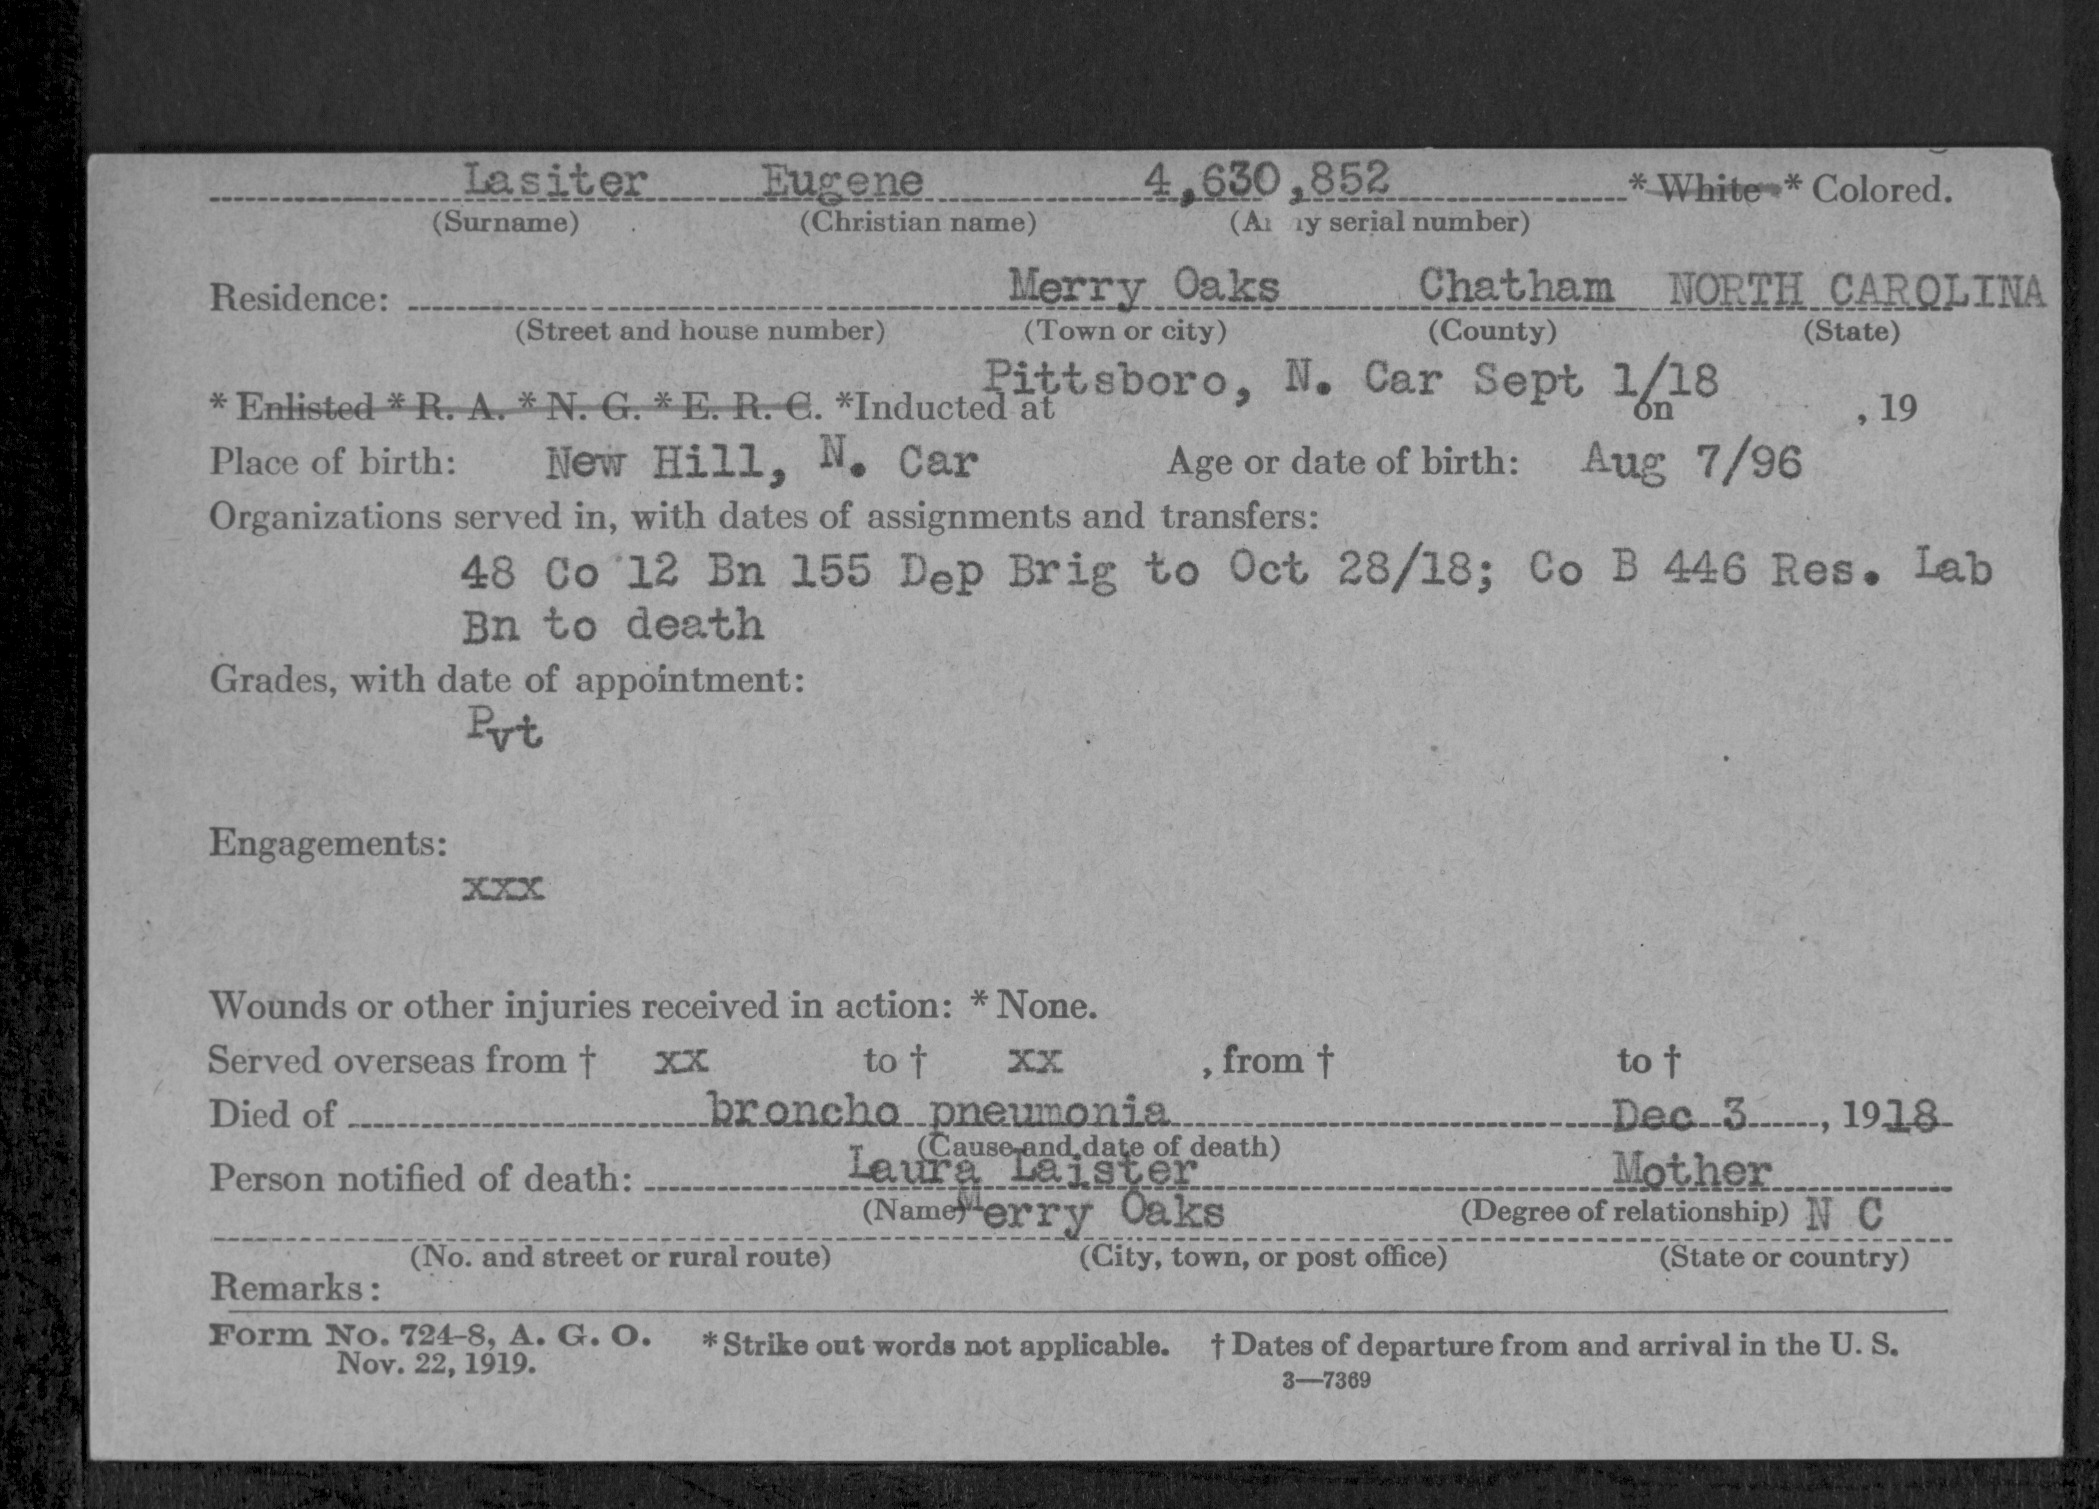 Lasiter Eugene 4,630,852 * White * Colored.
(Surname) (Christian name) (Ar y serial number)
Merry Oaks Chatham NORTH CAROLINA
Residence:
(Street and house number) (Town or city) (County) (State)
Pittsboro, N. Car Sept 1/18
* Enlisted * R. A. * N. G. * E. R. C. *Inducted at on , 19
Place of birth: New Hill, N. Car Age or date of birth: Aug 7/96
Organizations served in, with dates of assignments and transfers:
48 Co 12 Bn 155 Dep Brig to Oct 28/18; Co B 446 Res. Lab
Bn to death
Grades, with date of appointment:
Pvt
Engagements:
xxx
Wounds or other injuries received in action: * None.
Served overseas from † xx to † xx , from † to †
Died of broncho pneumonia Dec 3 , 1918
(Cause and date of death)
Person notified of death: Laura Laister Mother
(Name) Merry Oaks (Degree of relationship) N C
(No. and street or rural route) (City, town, or post office) (State or country)
Remarks:
Form No. 724-8, A. G. O. * Strike out words not applicable. † Dates of departure from and arrival in the U. S.
Nov. 22, 1919. 3—7369